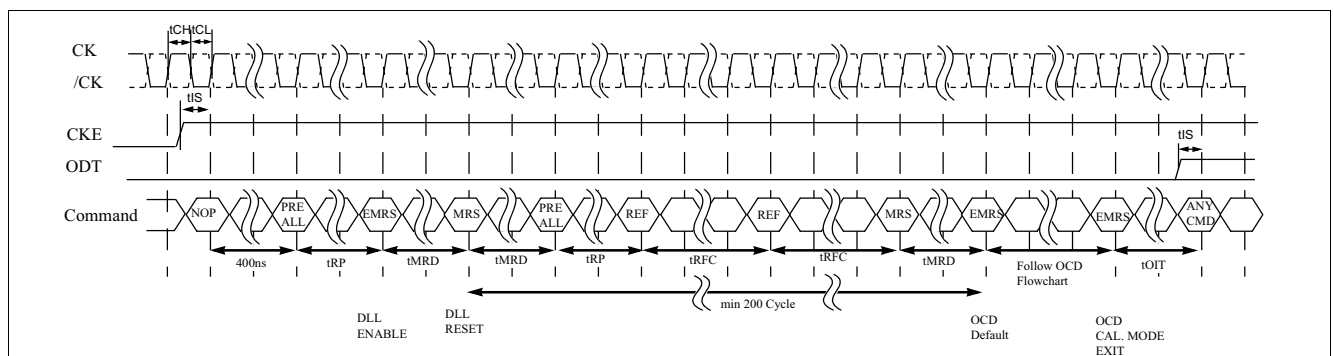 tCH tCL
CK
/CK
tIS
CKE
tIS
ODT
Command NOP PRE ALL EMRS MRS PRE ALL REF REF MRS EMRS EMRS ANY CMD
400ns tRP tMRD tMRD tRP tRFC tRFC tMRD Follow OCD Flowchart tOIT
min 200 Cycle
DLL ENABLE DLL RESET OCD Default OCD CAL. MODE EXIT